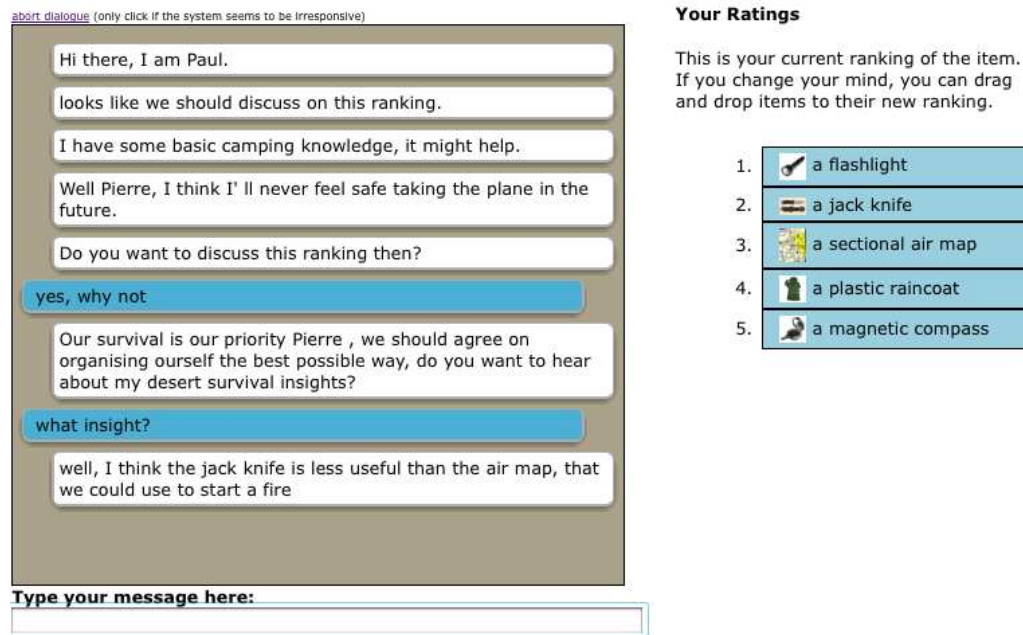 abort dialogue (only click if the system seems to be irresponsive)
Hi there, I am Paul.
looks like we should discuss on this ranking.
I have some basic camping knowledge, it might help.
Well Pierre, I think I' ll never feel safe taking the plane in the
future.
Do you want to discuss this ranking then?
yes, why not
Our survival is our priority Pierre , we should agree on
organising ourself the best possible way, do you want to hear
about my desert survival insights?
what insight?
well, I think the jack knife is less useful than the air map, that
we could use to start a fire
Type your message here:
Your Ratings
This is your current ranking of the item.
If you change your mind, you can drag
and drop items to their new ranking.
1. a flashlight
2. a jack knife
3. a sectional air map
4. a plastic raincoat
5. a magnetic compass